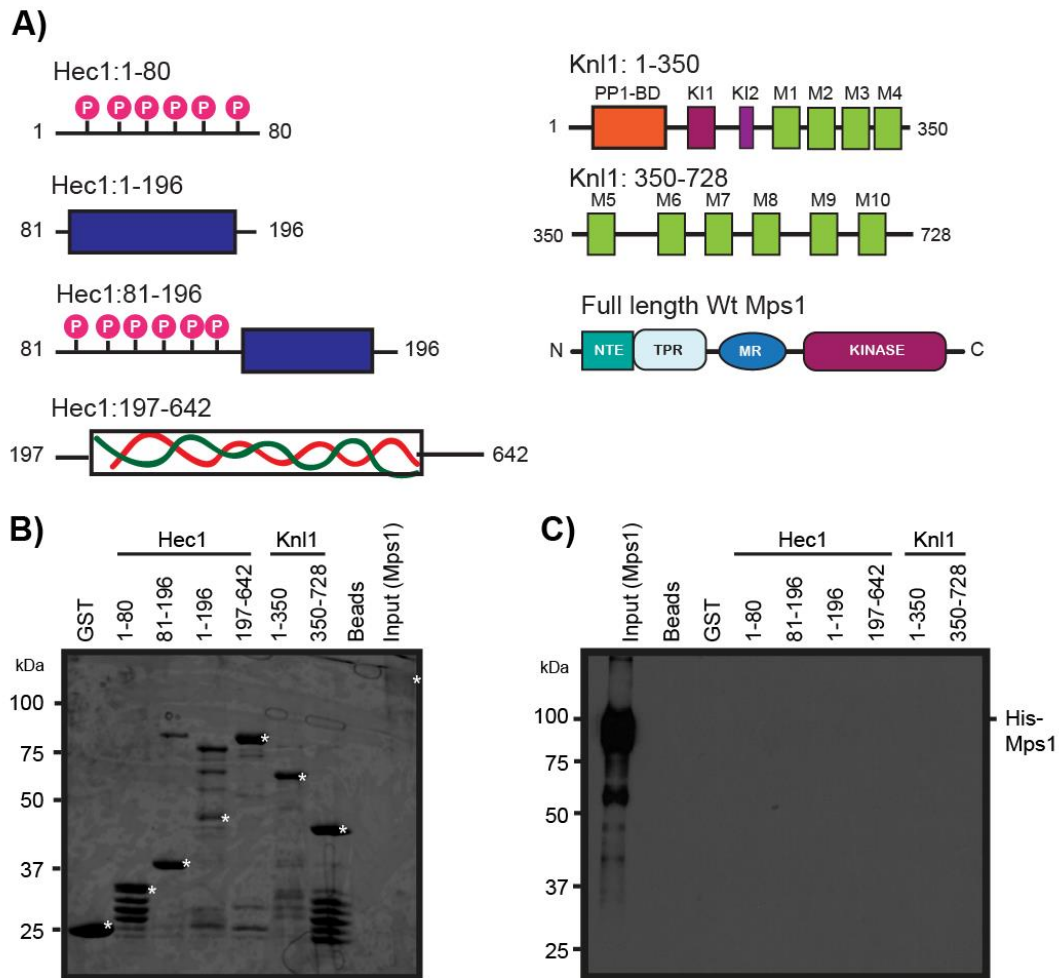 A)
Hec1:1-80
P P P P P P
1 80
Hec1:1-196
81 196
Hec1:81-196
P P P P P P
81 196
Hec1:197-642
197 642
Knl1: 1-350
PP1-BD KI1 KI2 M1 M2 M3 M4
1 350
Knl1: 350-728
M5 M6 M7 M8 M9 M10
350 728
Full length Wt Mps1
N NTE TPR MR KINASE C
B)
Hec1 Knl1
GST 1-80 81-196 1-196 197-642 1-350 350-728 Beads Input (Mps1)
kDa
100
75
50
37
25
* * * * * * * *
C)
Hec1 Knl1
Input (Mps1) Beads GST 1-80 81-196 1-196 197-642 1-350 350-728
kDa
100
75
50
37
25
His-
Mps1